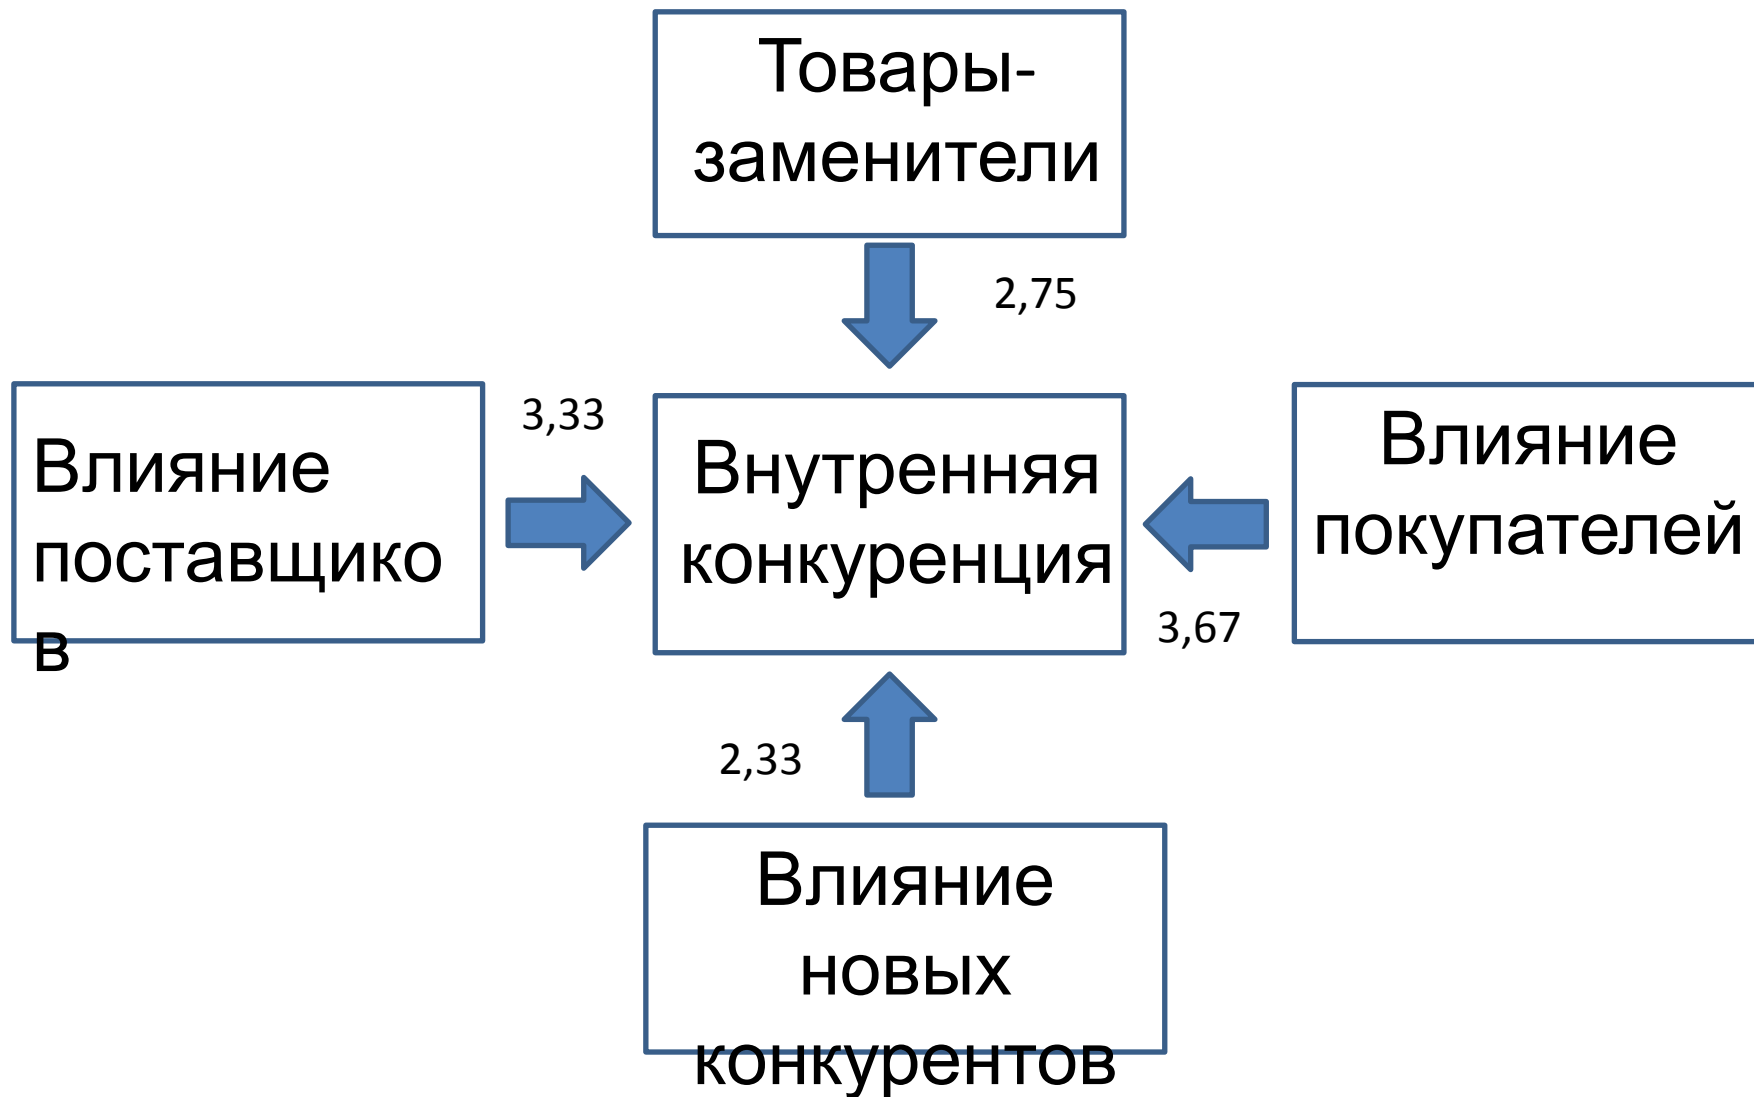 Товары-
заменители
2,75
3,33
Влияние
поставщико
в
Внутренняя
конкуренция
Влияние
покупателей
3,67
2,33
Влияние
новых
конкурентов